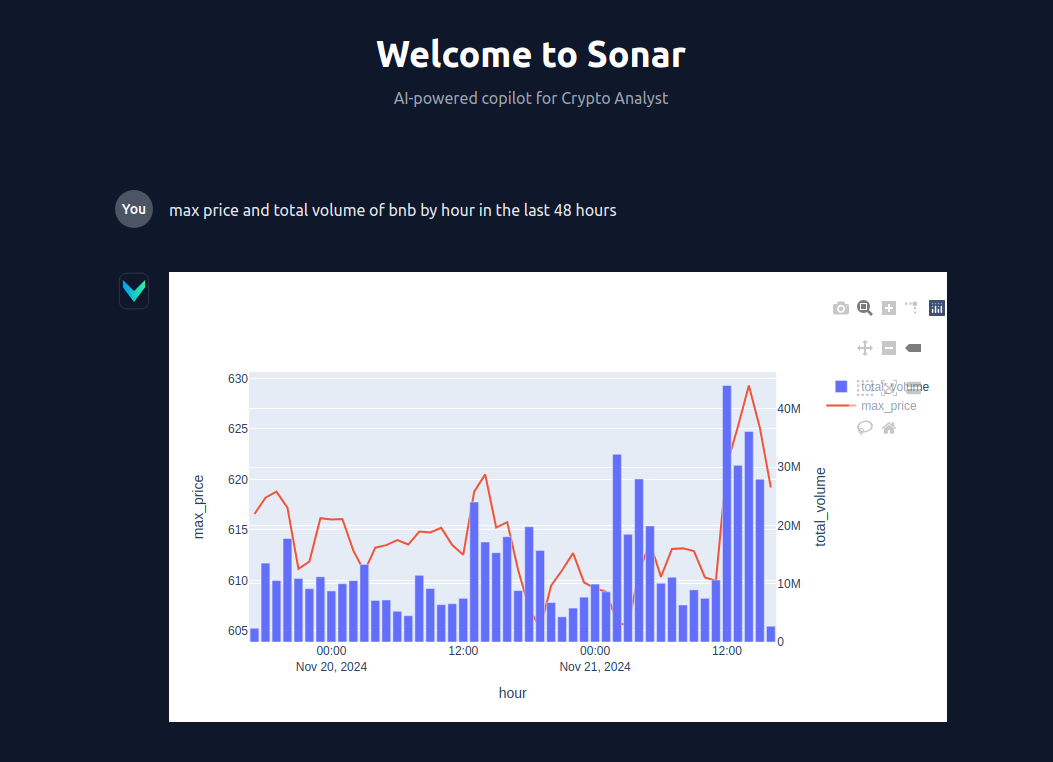 Welcome to Sonar
AI-powered copilot for Crypto Analyst
You
max price and total volume of bnb by hour in the last 48 hours
total_volume
max_price
630
625
620
615
610
605
max_price
40M
30M
20M
10M
0
total_volume
00:00
Nov 20, 2024
12:00
00:00
Nov 21, 2024
12:00
hour